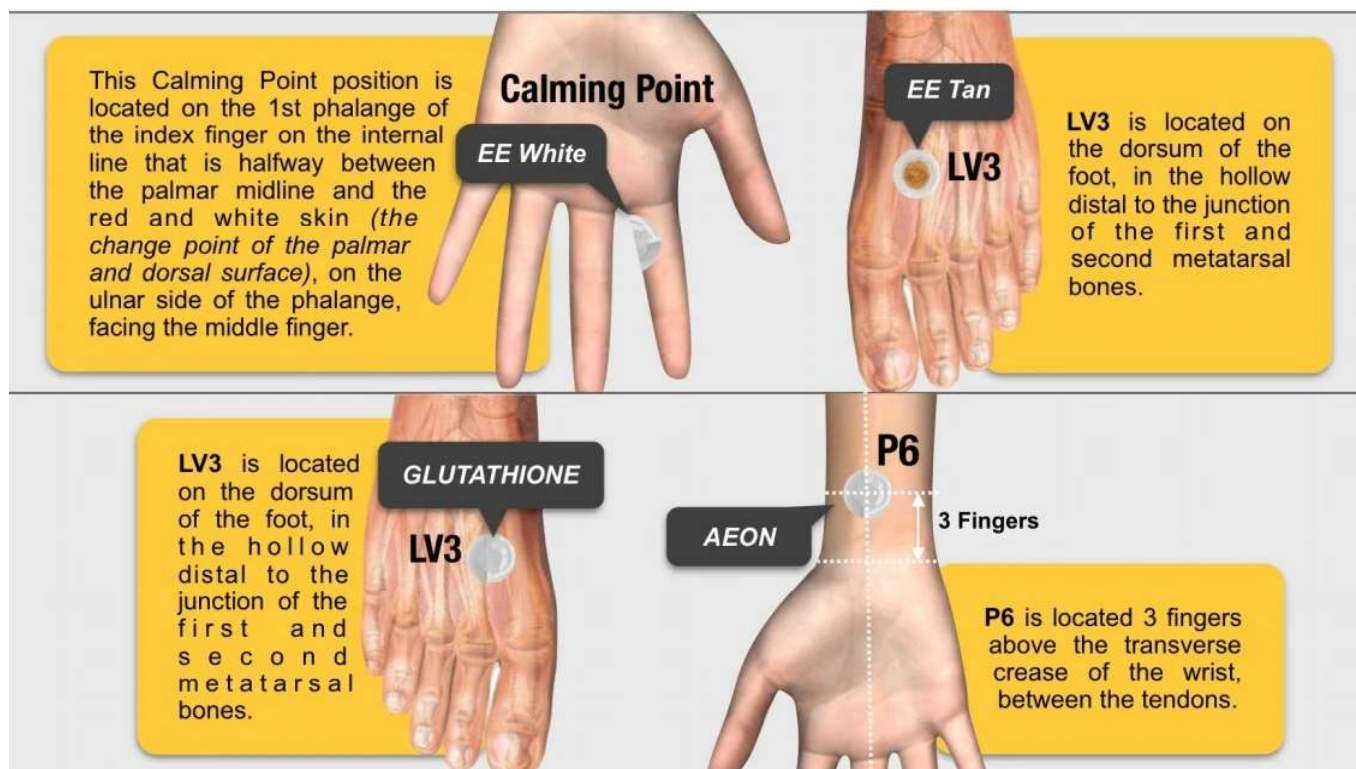 This Calming Point position is
located on the 1st phalange of
the index finger on the internal
line that is halfway between
the palmar midline and the
red and white skin (the
change point of the palmar
and dorsal surface), on the
ulnar side of the phalange,
facing the middle finger.
Calming Point
EE White
EE Tan
LV3
LV3 is located on
the dorsum of the
foot, in the hollow
distal to the junction
of the first and
second metatarsal
bones.
LV3 is located
on the dorsum
of the foot, in
the hollow
distal to the
junction of the
first and
second
metatarsal
bones.
GLUTATHIONE
LV3
P6
AEON
3 Fingers
P6 is located 3 fingers
above the transverse
crease of the wrist,
between the tendons.